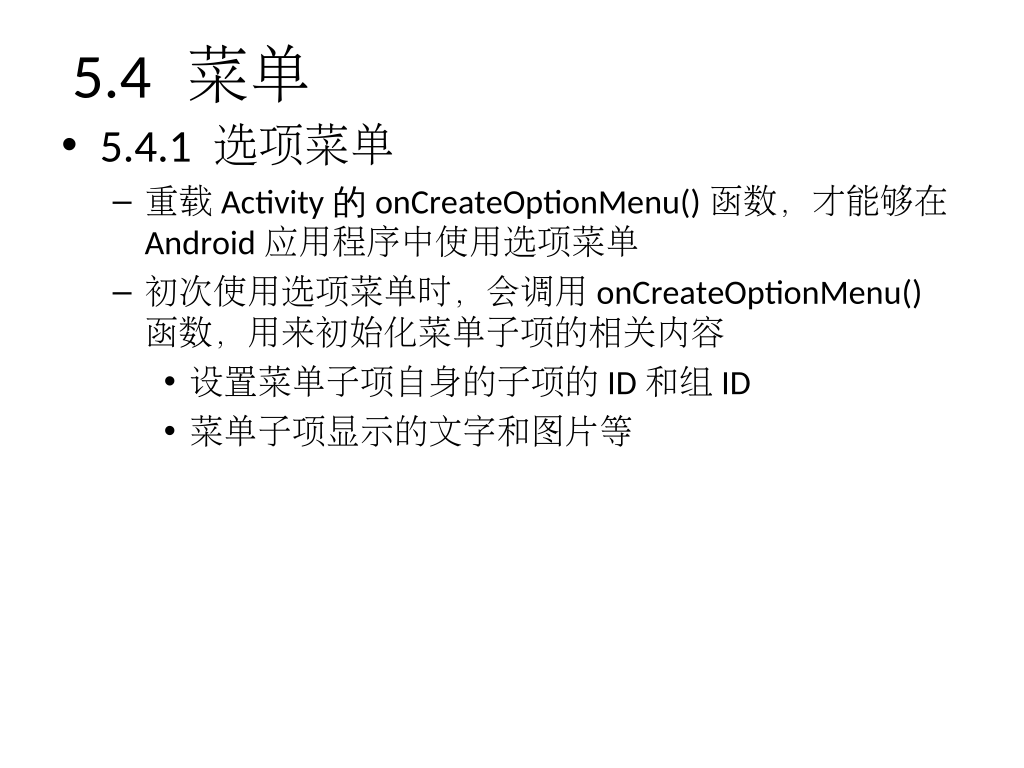 5.4 菜单
• 5.4.1 选项菜单
– 重载 Activity 的 onCreateOptionMenu() 函数，才能够在
Android 应用程序中使用选项菜单
– 初次使用选项菜单时，会调用 onCreateOptionMenu()
函数，用来初始化菜单子项的相关内容
• 设置菜单子项自身的子项的 ID 和组 ID
• 菜单子项显示的文字和图片等